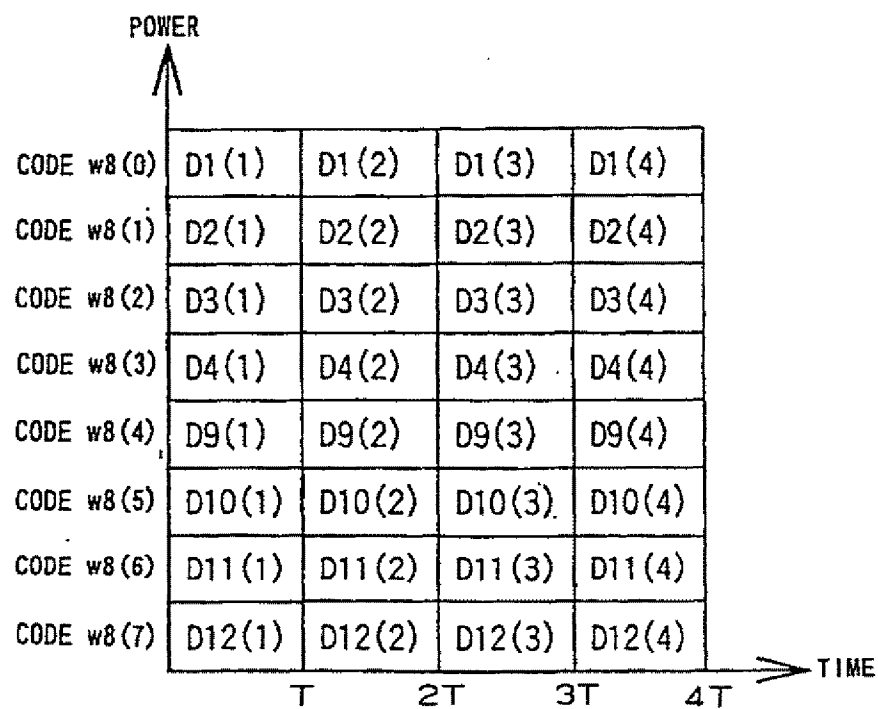 POWER
CODE w8(0) D1(1) D1(2) D1(3) D1(4)
CODE w8(1) D2(1) D2(2) D2(3) D2(4)
CODE w8(2) D3(1) D3(2) D3(3) D3(4)
CODE w8(3) D4(1) D4(2) D4(3) D4(4)
CODE w8(4) D9(1) D9(2) D9(3) D9(4)
CODE w8(5) D10(1) D10(2) D10(3) D10(4)
CODE w8(6) D11(1) D11(2) D11(3) D11(4)
CODE w8(7) D12(1) D12(2) D12(3) D12(4)
TIME
T 2T 3T 4T